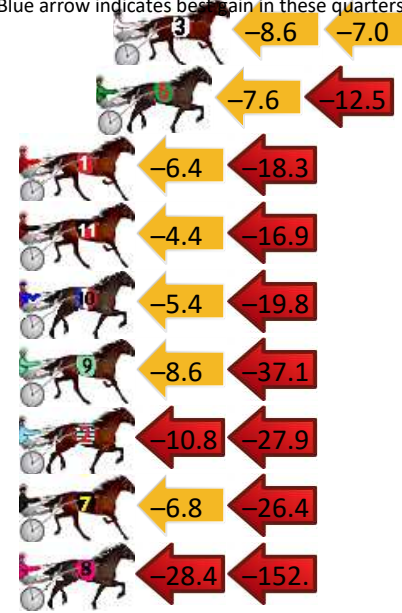 Blue arrow indicates best gain in these quarters
3 –8.6 –7.0
–7.6 –12.5
1 –6.4 –18.3
11 –4.4 –16.9
10 –5.4 –19.8
9 –8.6 –37.1
2 –10.8 –27.9
7 –6.8 –26.4
8 –28.4 –152.